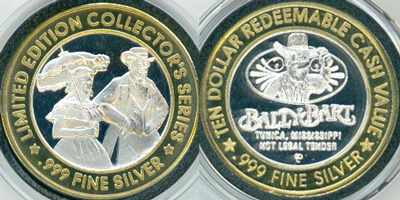 LIMITED EDITION COLLECTOR'S SERIES
.999 FINE SILVER
TEN DOLLAR REDEEMABLE CASH VALUE
BALLY BART
TUNICA, MISSISSIPPI
NOT LEGAL TENDER
.999 FINE SILVER